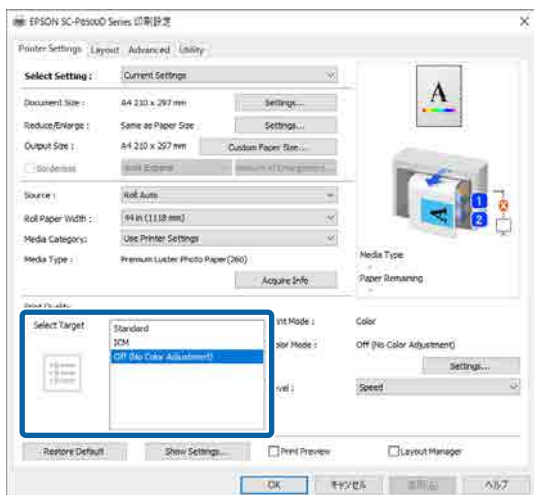 EPSON SC-P8500D Series 印刷設定
Printer Settings Layout Advanced Utility
Select Setting : Current Settings
Document Size : A4 210 x 297 mm Settings...
Reduce/Enlarge : Same as Paper Size Settings...
Output Size : A4 210 x 297 mm Custom Paper Size...
Borderless Auto Expand
Source : Roll Auto
Roll Paper Width : 44 in (1118 mm)
Media Category: Use Printer Settings
Media Type : Premium Luster Photo Paper(260)
Acquire Info
A
1
2
Media Type
-
Paper Remaining
-
Print Quality
Select Target
Standard
ICM
Off (No Color Adjustment)
int Mode : Color
olor Mode : Off (No Color Adjustment)
Settings...
evel : Speed
Restore Default Show Settings... Print Preview Layout Manager
OK キャンセル 適用(A) ヘルプ